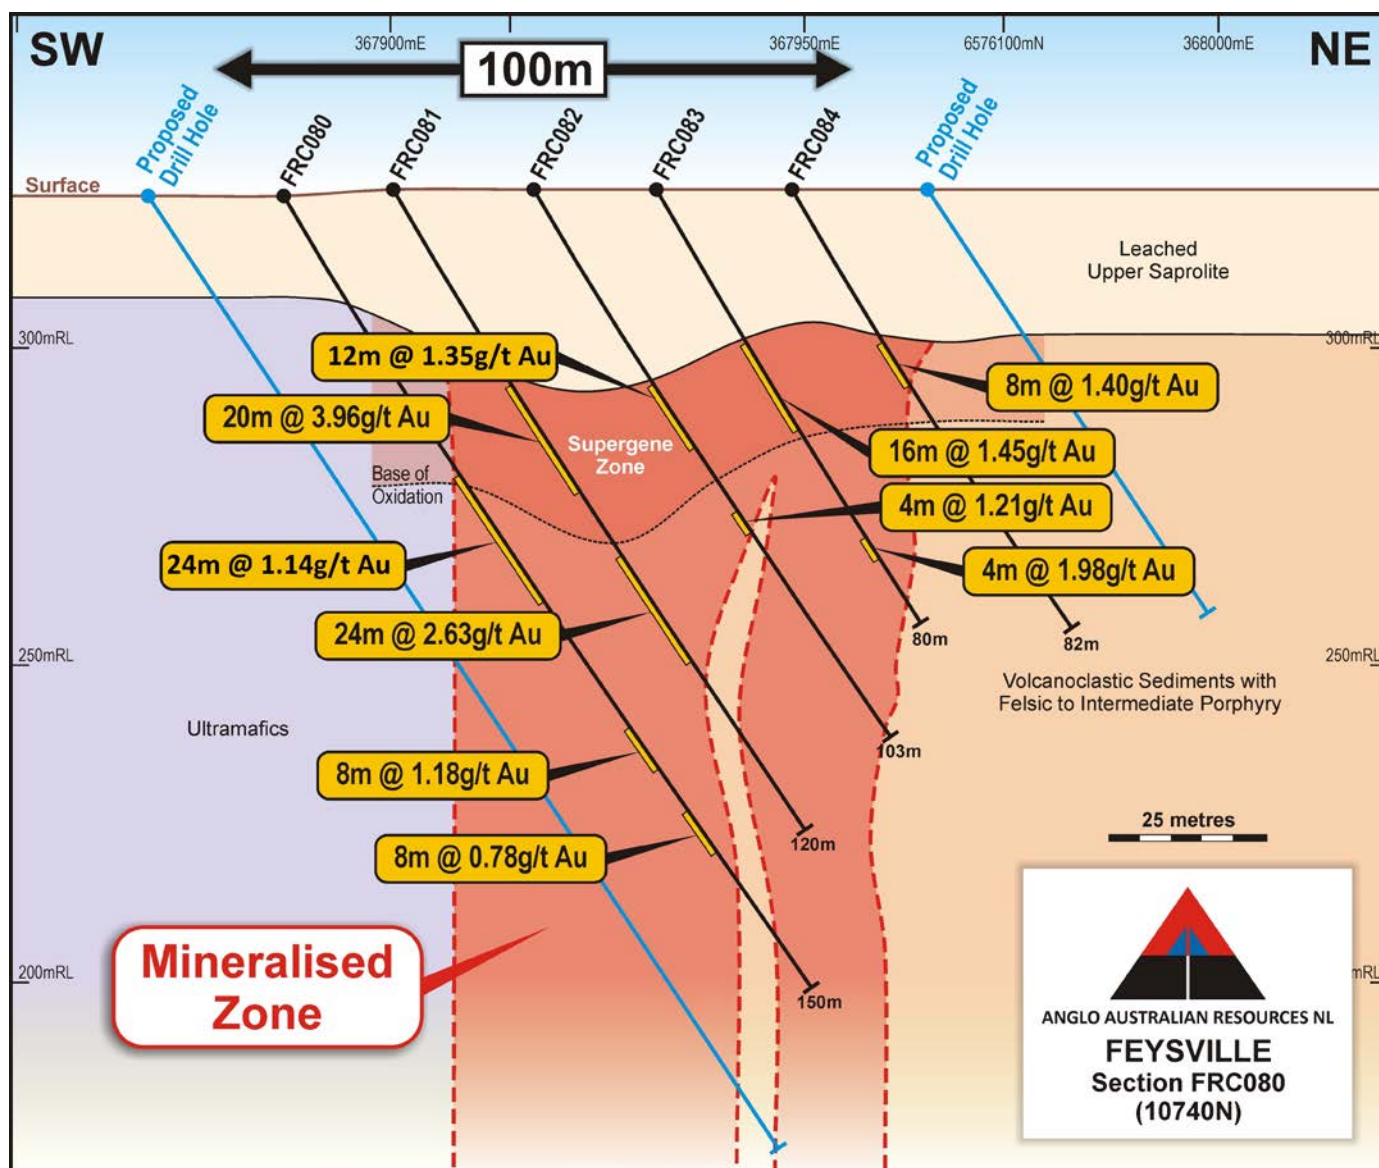 SW
367900mE
367950mE
6576100mN
368000mE
NE
100m
Proposed
Drill Hole
FRC080
FRC081
FRC082
FRC083
FRC084
Proposed
Drill Hole
Surface
Leached
Upper Saprolite
300mRL
300mRL
12m @ 1.35g/t Au
8m @ 1.40g/t Au
20m @ 3.96g/t Au
Supergene
Zone
16m @ 1.45g/t Au
Base of
Oxidation
4m @ 1.21g/t Au
24m @ 1.14g/t Au
4m @ 1.98g/t Au
24m @ 2.63g/t Au
80m
82m
250mRL
250mRL
Volcanoclastic Sediments with
Felsic to Intermediate Porphyry
Ultramafics
103m
8m @ 1.18g/t Au
25 metres
120m
8m @ 0.78g/t Au
Mineralised
Zone
200mRL
mRL
150m
ANGLO AUSTRALIAN RESOURCES NL
FEYSVILLE
Section FRC080
(10740N)